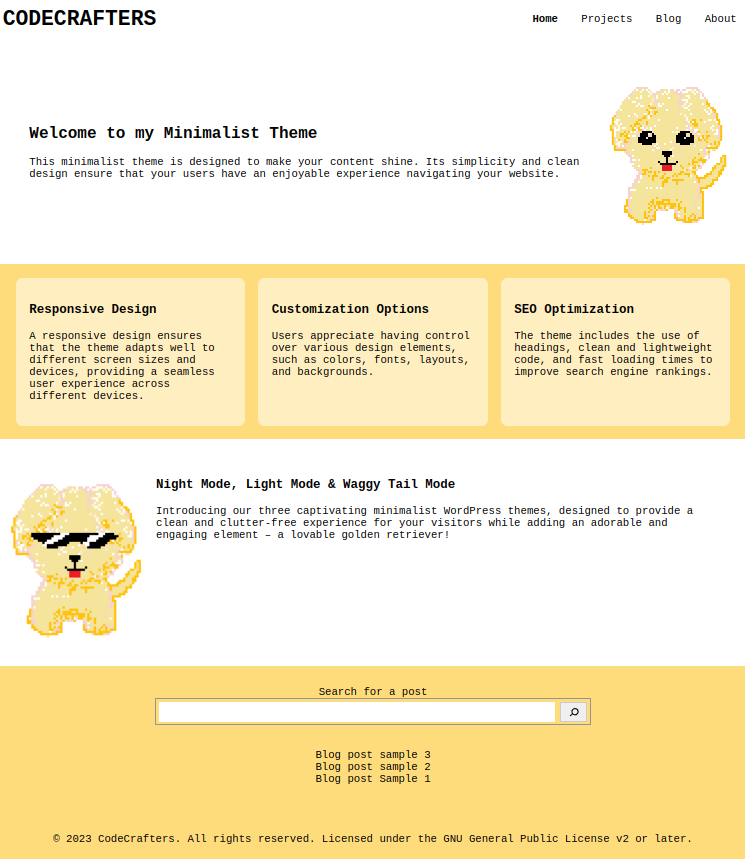 CODECRAFTERS
Home Projects Blog About
Welcome to my Minimalist Theme
This minimalist theme is designed to make your content shine. Its simplicity and clean
design ensure that your users have an enjoyable experience navigating your website.
Responsive Design
A responsive design ensures
that the theme adapts well to
different screen sizes and
devices, providing a seamless
user experience across
different devices.
Customization Options
Users appreciate having control
over various design elements,
such as colors, fonts, layouts,
and backgrounds.
SEO Optimization
The theme includes the use of
headings, clean and lightweight
code, and fast loading times to
improve search engine rankings.
Night Mode, Light Mode & Waggy Tail Mode
Introducing our three captivating minimalist WordPress themes, designed to provide a
clean and clutter-free experience for your visitors while adding an adorable and
engaging element – a lovable golden retriever!
Search for a post
Blog post sample 3
Blog post sample 2
Blog post Sample 1
© 2023 CodeCrafters. All rights reserved. Licensed under the GNU General Public License v2 or later.